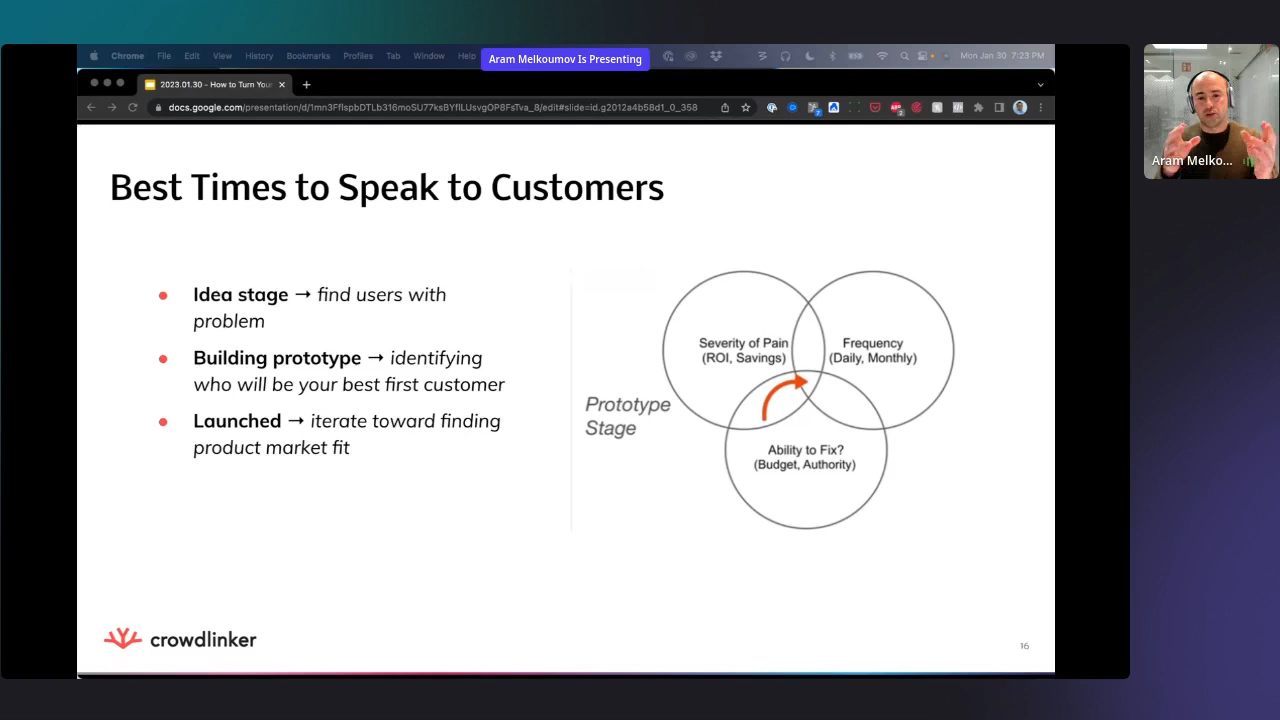 Chrome File Edit View History Bookmarks Profiles Tab Window Help
Aram Melkoumov Is Presenting
Mon Jan 30 7:23 PM
2023.01.30 - How to Turn Your
docs.google.com/presentation/d/1mn3FfIspbDTLb316moSU77ksBYflLUsvgOP8FsTva_8/edit#slide=id.g2012a4b58d1_0_358
Aram Melko...
Best Times to Speak to Customers
Idea stage → find users with
problem
Building prototype → identifying
who will be your best first customer
Launched → iterate toward finding
product market fit
Prototype
Stage
Severity of Pain
(ROI, Savings)
Frequency
(Daily, Monthly)
Ability to Fix?
(Budget, Authority)
crowdlinker
16